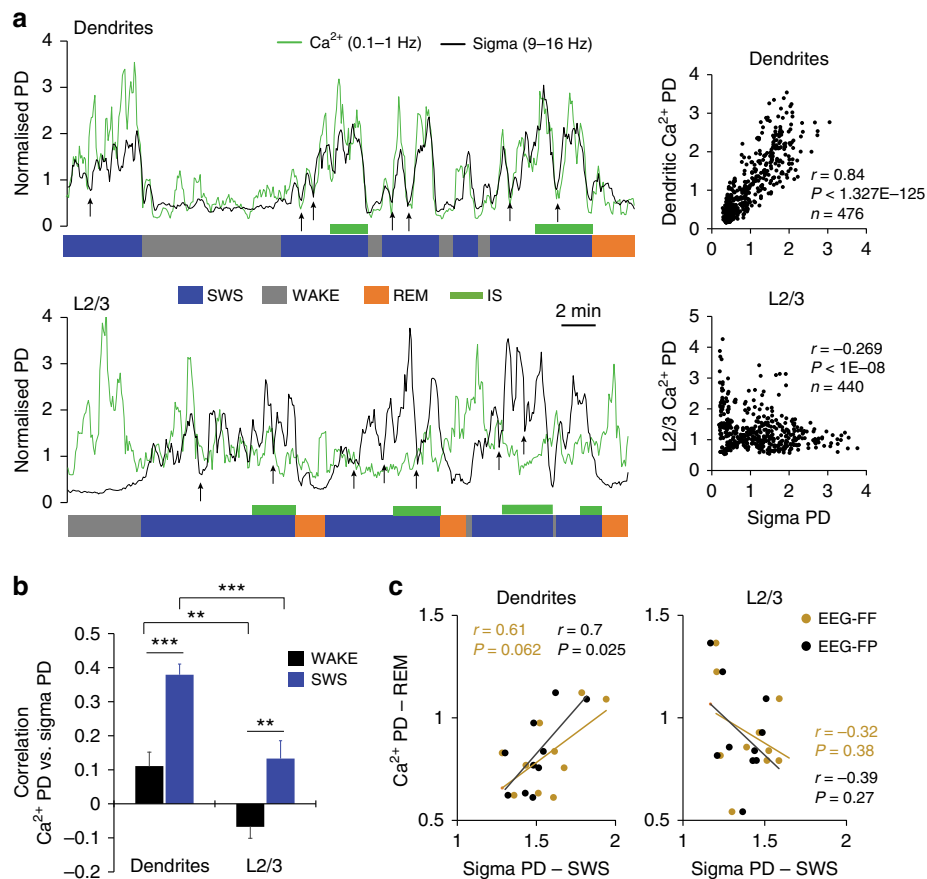 a
Dendrites
Ca²⁺ (0.1–1 Hz) Sigma (9–16 Hz)
Normalised PD
4
3
2
1
0
Dendrites
Dendritic Ca²⁺ PD
4
3
2
1
0
r = 0.84
P < 1.327E–125
n = 476
0 1 2 3 4
SWS WAKE REM IS
2 min
L2/3
Normalised PD
4
3
2
1
0
L2/3
L2/3 Ca²⁺ PD
5
4
3
2
1
0
r = –0.269
P < 1E–08
n = 440
0 1 2 3 4
Sigma PD
b
Correlation
Ca²⁺ PD vs. sigma PD
0.5
0.4
0.3
0.2
0.1
0
–0.1
–0.2
***
**
***
**
WAKE
SWS
Dendrites L2/3
c
Dendrites
Ca²⁺ PD – REM
1.5
1
0.5
r = 0.61
P = 0.062
r = 0.7
P = 0.025
1 1.5 2
Sigma PD – SWS
L2/3
1.5
1
0.5
EEG-FF
EEG-FP
r = –0.32
P = 0.38
r = –0.39
P = 0.27
1 1.5 2
Sigma PD – SWS